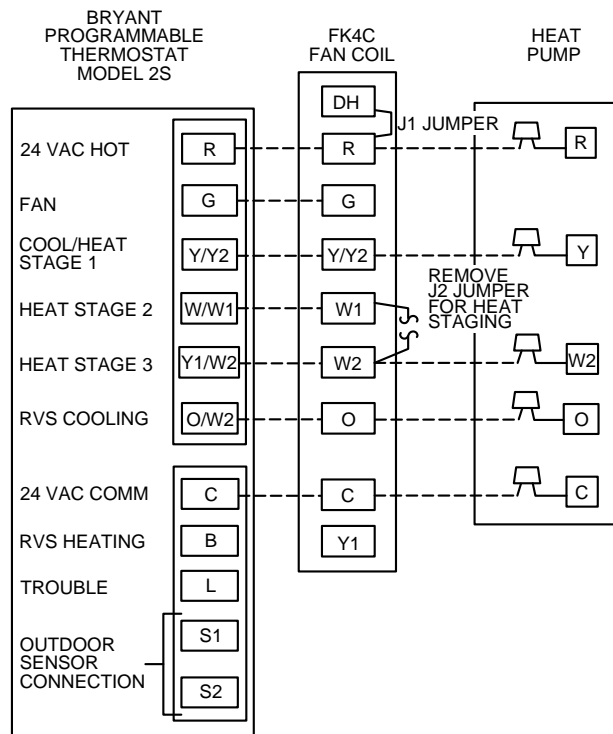 BRYANT
PROGRAMMABLE
THERMOSTAT
MODEL 2S
FK4C
FAN COIL
HEAT
PUMP
DH
J1 JUMPER
24 VAC HOT
R
R
R
FAN
G
G
COOL/HEAT
STAGE 1
Y/Y2
Y/Y2
Y
REMOVE
J2 JUMPER
FOR HEAT
STAGING
HEAT STAGE 2
W/W1
W1
HEAT STAGE 3
Y1/W2
W2
W2
RVS COOLING
O/W2
O
O
24 VAC COMM
C
C
C
RVS HEATING
B
Y1
TROUBLE
L
OUTDOOR
SENSOR
CONNECTION
S1
S2